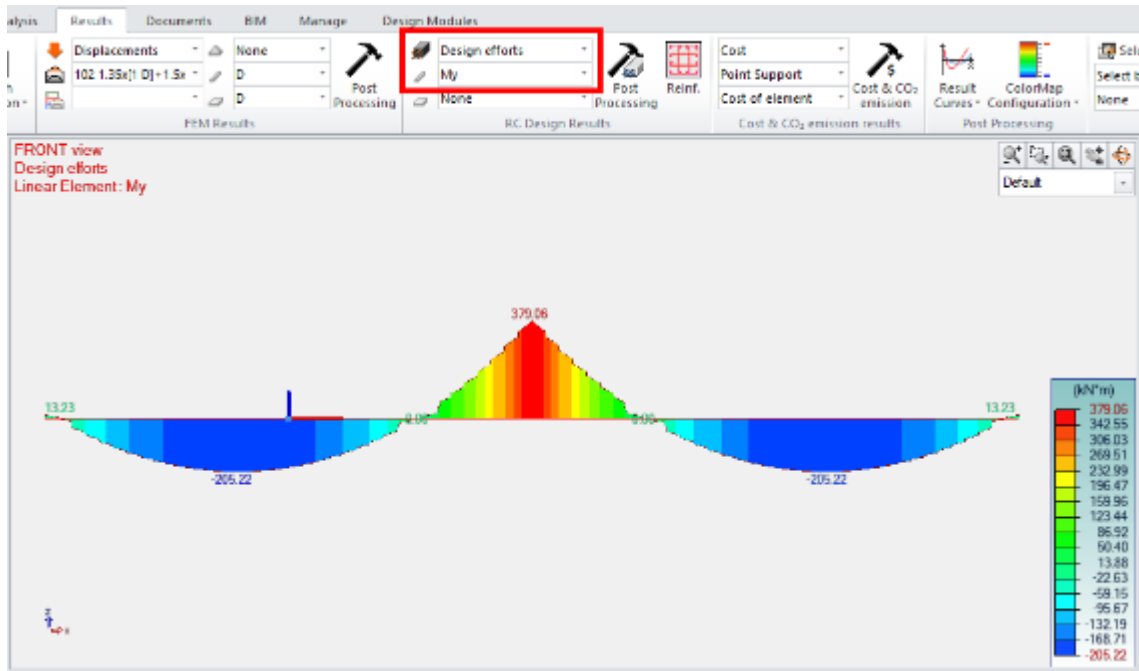 alysis Results Documents BIM Manage Design Modules
Displacements None
102 1.35x[1 D]+1.5x D
D
Post Processing
FEM Results
Design efforts
My
None
Post Processing
Reinf.
RC Design Results
Cost
Point Support
Cost of element
Cost & CO₂ emission
Cost & CO₂ emission results
Result Curves
ColorMap Configuration
Post Processing
Sele
None
FRONT view
Design efforts
Linear Element: My
Default
379.06
13.23
0.00
0.00
13.23
-205.22
-205.22
(kN*m)
379.06
342.55
306.03
269.51
232.99
196.47
159.96
123.44
86.92
50.40
13.88
-22.63
-59.15
-95.67
-132.19
-168.71
-205.22